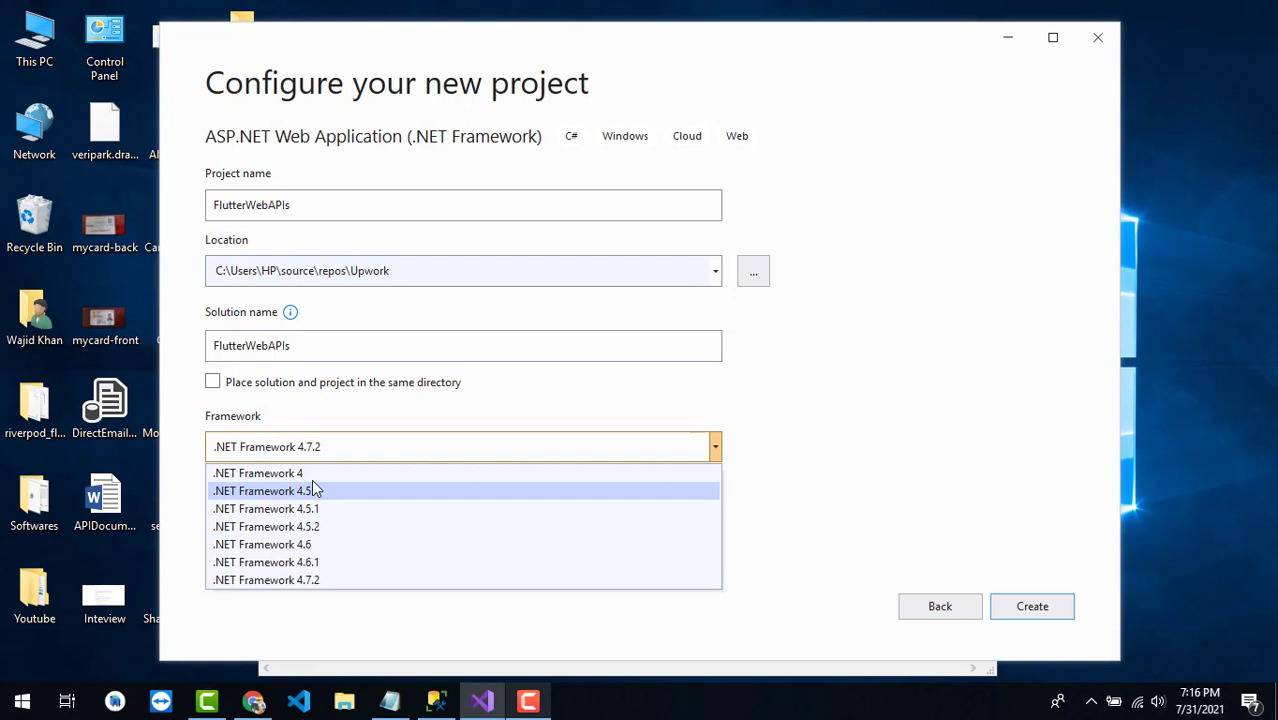 This PC
Control
Panel
Network
veripark.dra...
Recycle Bin
mycard-back
Wajid Khan
mycard-front
riverpod_fl...
DirectEmail...
Softwares
APIDocum...
Youtube
Inteview
Configure your new project
ASP.NET Web Application (.NET Framework) C# Windows Cloud Web
Project name
FlutterWebAPIs
Location
C:\Users\HP\source\repos\Upwork
...
Solution name
FlutterWebAPIs
Place solution and project in the same directory
Framework
.NET Framework 4.7.2
.NET Framework 4
.NET Framework 4.5
.NET Framework 4.5.1
.NET Framework 4.5.2
.NET Framework 4.6
.NET Framework 4.6.1
.NET Framework 4.7.2
Back Create
7:16 PM
7/31/2021
7